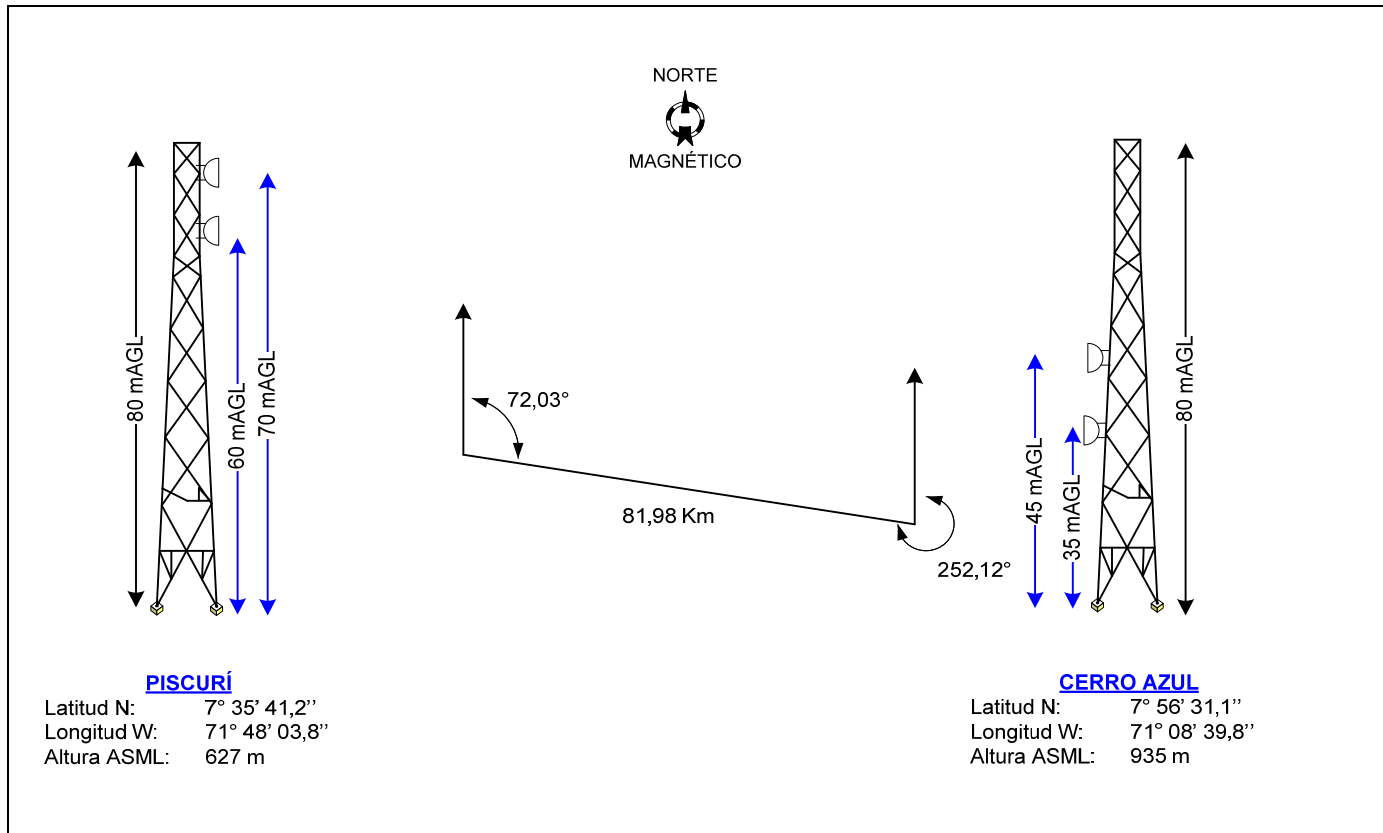 NORTE
MAGNÉTICO
80 mAGL
60 mAGL
70 mAGL
72,03°
81,98 Km
252,12°
45 mAGL
35 mAGL
80 mAGL
PISCURÍ
Latitud N: 7° 35' 41,2''
Longitud W: 71° 48' 03,8''
Altura ASML: 627 m
CERRO AZUL
Latitud N: 7° 56' 31,1''
Longitud W: 71° 08' 39,8''
Altura ASML: 935 m